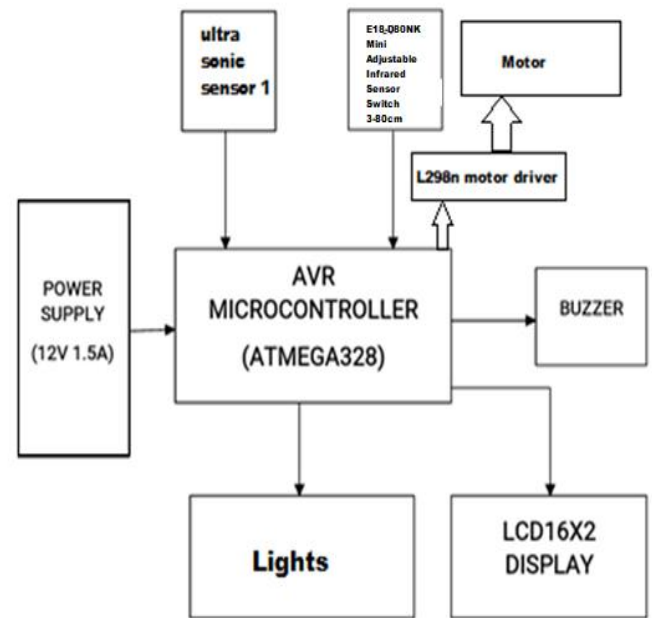 ultra
sonic
sensor 1
E18-D80NK
Mini
Adjustable
Infrared
Sensor
Switch
3-80cm
Motor
L298n motor driver
POWER
SUPPLY
(12V 1.5A)
AVR
MICROCONTROLLER
(ATMEGA328)
BUZZER
Lights
LCD16X2
DISPLAY